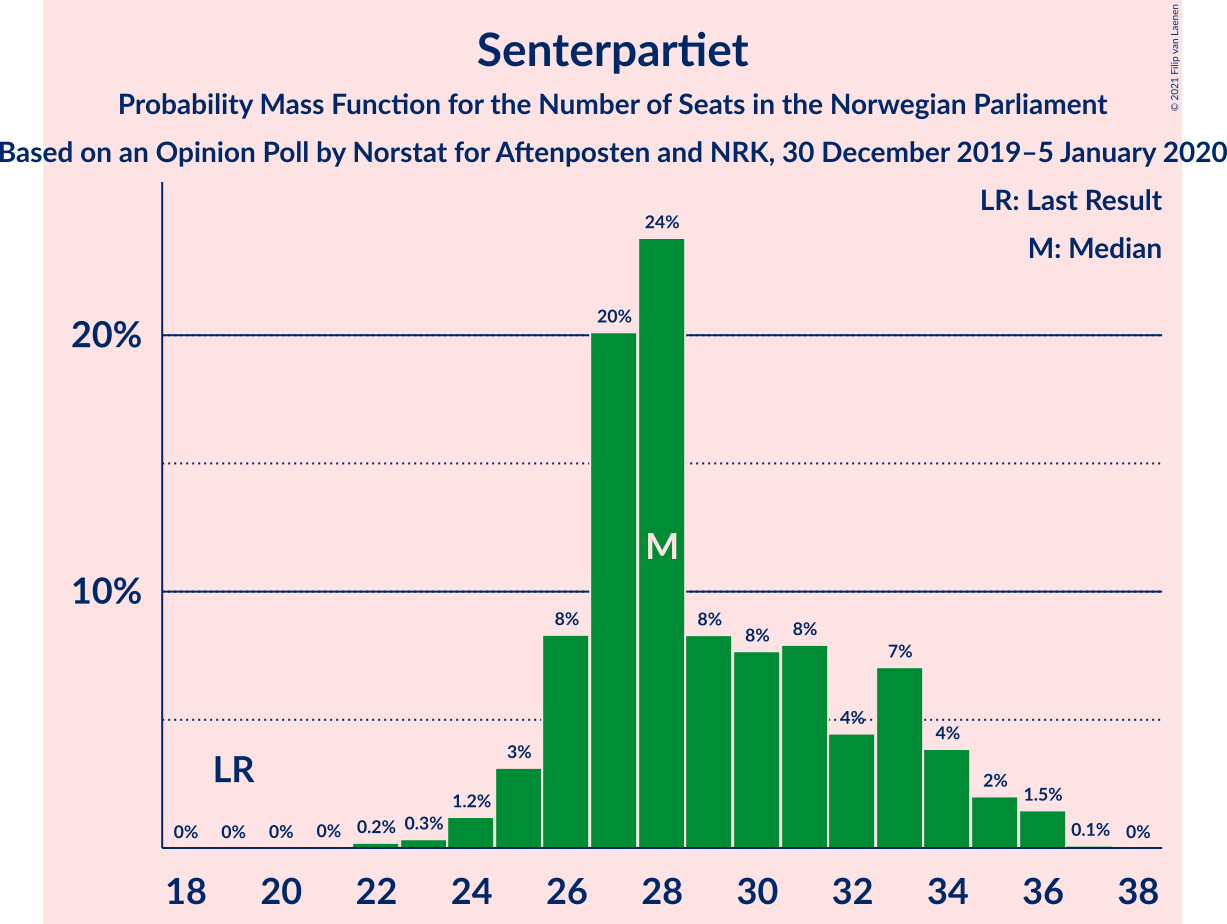 Senterpartiet
Probability Mass Function for the Number of Seats in the Norwegian Parliament
Based on an Opinion Poll by Norstat for Aftenposten and NRK, 30 December 2019–5 January 2020
© 2021 Filip van Laenen
LR: Last Result
M: Median
20%
10%
0%
0%
0%
0%
0.2%
0.3%
1.2%
3%
8%
20%
24%
8%
8%
8%
4%
7%
4%
2%
1.5%
0.1%
0%
LR
M
18 20 22 24 26 28 30 32 34 36 38